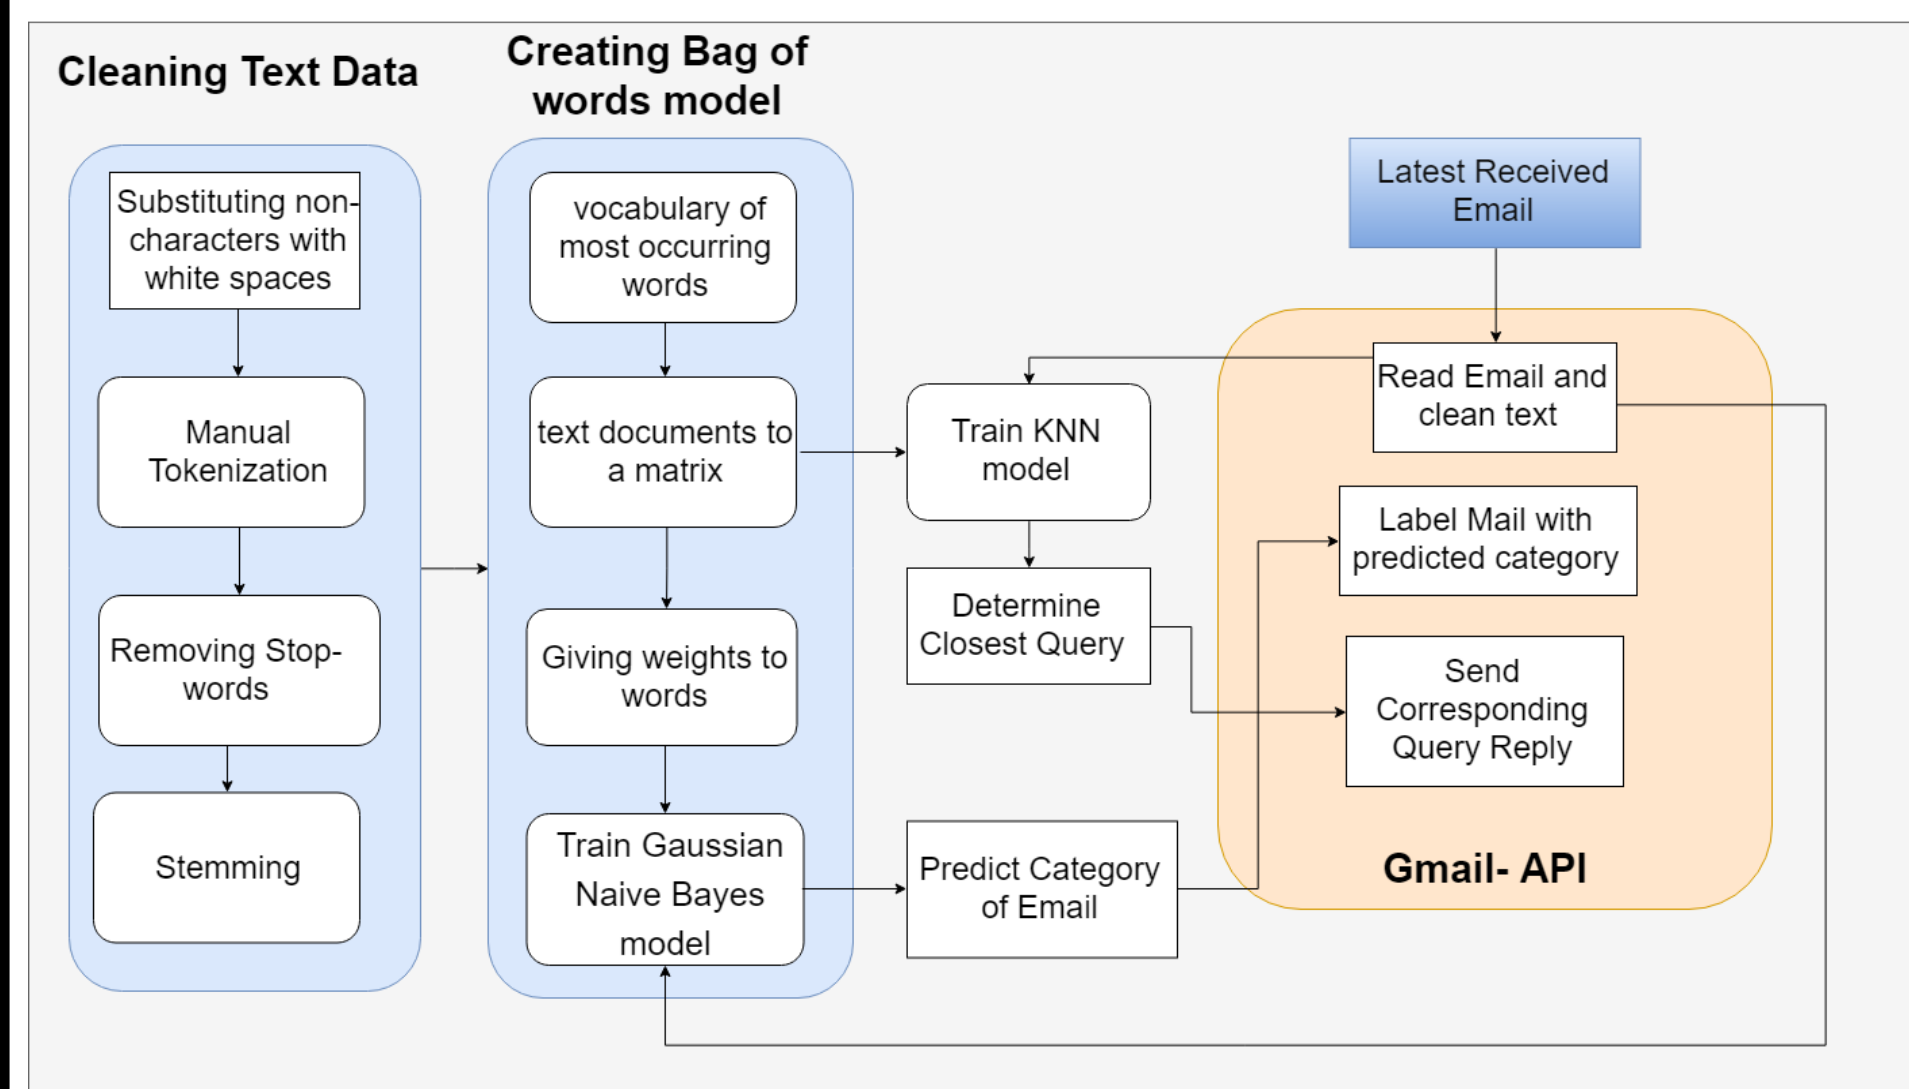 Cleaning Text Data
Substituting non-
characters with
white spaces
Manual
Tokenization
Removing Stop-
words
Stemming
Creating Bag of
words model
vocabulary of
most occurring
words
text documents to
a matrix
Giving weights to
words
Train Gaussian
Naive Bayes
model
Train KNN
model
Determine
Closest Query
Predict Category
of Email
Latest Received
Email
Read Email and
clean text
Label Mail with
predicted category
Send
Corresponding
Query Reply
Gmail- API